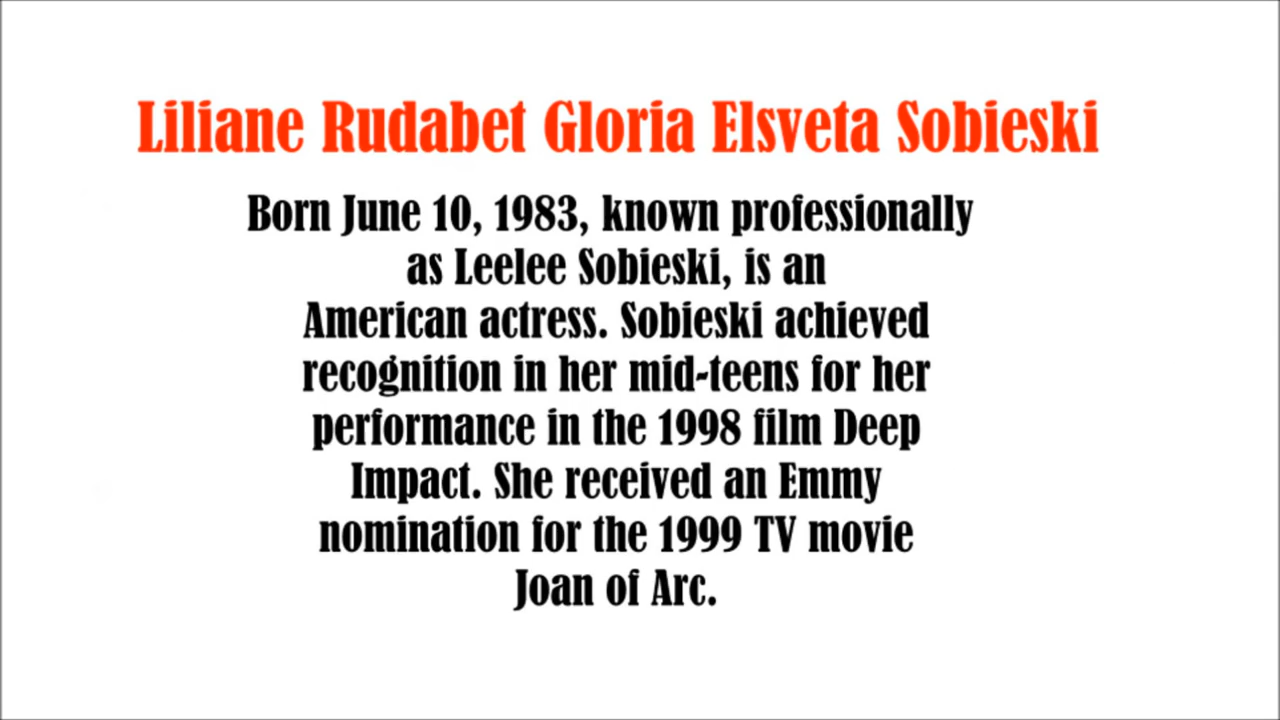 Liliane Rudabet Gloria Elsveta Sobieski
Born June 10, 1983, known professionally
as Leelee Sobieski, is an
American actress. Sobieski achieved
recognition in her mid-teens for her
performance in the 1998 film Deep
Impact. She received an Emmy
nomination for the 1999 TV movie
Joan of Arc.